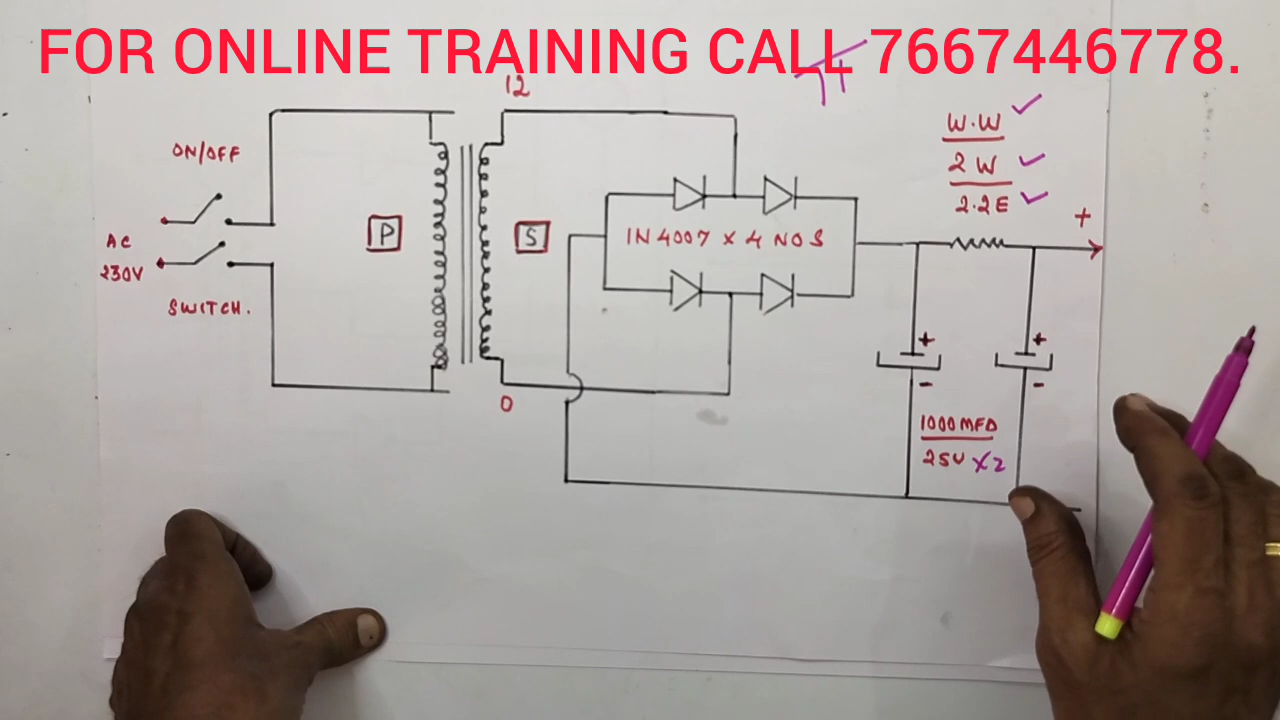 FOR ONLINE TRAINING CALL 7667446778.
12
ON/OFF
W.W
2 W
2.2E
+
P
S
IN 4007 X 4 NOS
AC
230V
SWITCH.
+
+
-
-
0
1000 MFD
25V X2